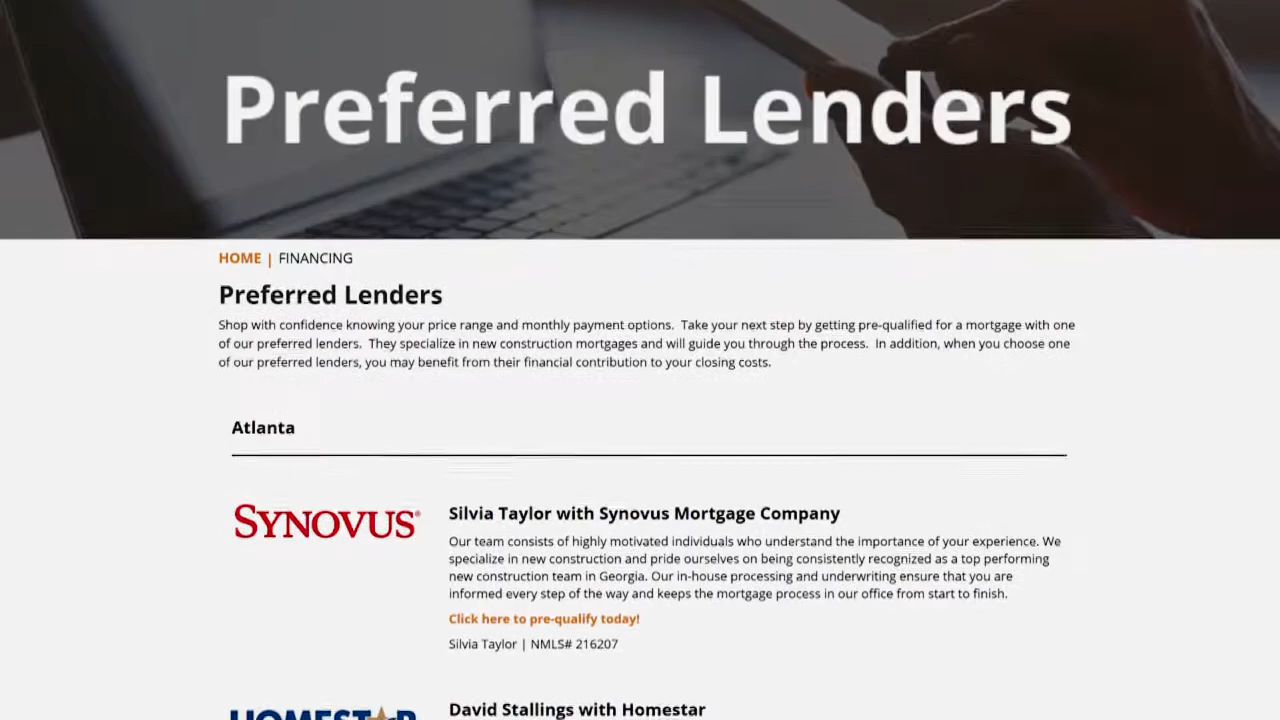 Preferred Lenders
HOME | FINANCING
Preferred Lenders
Shop with confidence knowing your price range and monthly payment options. Take your next step by getting pre-qualified for a mortgage with one
of our preferred lenders. They specialize in new construction mortgages and will guide you through the process. In addition, when you choose one
of our preferred lenders, you may benefit from their financial contribution to your closing costs.
Atlanta
SYNOVUS®
Silvia Taylor with Synovus Mortgage Company
Our team consists of highly motivated individuals who understand the importance of your experience. We
specialize in new construction and pride ourselves on being consistently recognized as a top performing
new construction team in Georgia. Our in-house processing and underwriting ensure that you are
informed every step of the way and keeps the mortgage process in our office from start to finish.
Click here to pre-qualify today!
Silvia Taylor | NMLS# 216207
HOMESTAR
David Stallings with Homestar